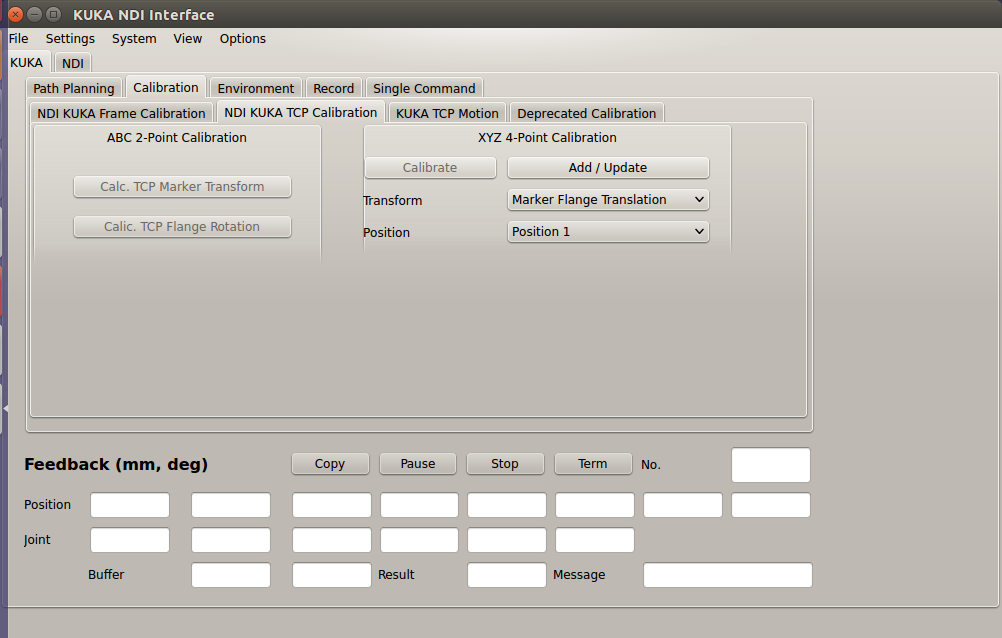 KUKA NDI Interface
File Settings System View Options
KUKA NDI
Path Planning Calibration Environment Record Single Command
NDI KUKA Frame Calibration NDI KUKA TCP Calibration KUKA TCP Motion Deprecated Calibration
ABC 2-Point Calibration XYZ 4-Point Calibration
Calibrate Add / Update
Calc. TCP Marker Transform
Transform Marker Flange Translation
Calic. TCP Flange Rotation
Position Position 1
Feedback (mm, deg) Copy Pause Stop Term No.
Position
Joint
Buffer Result Message